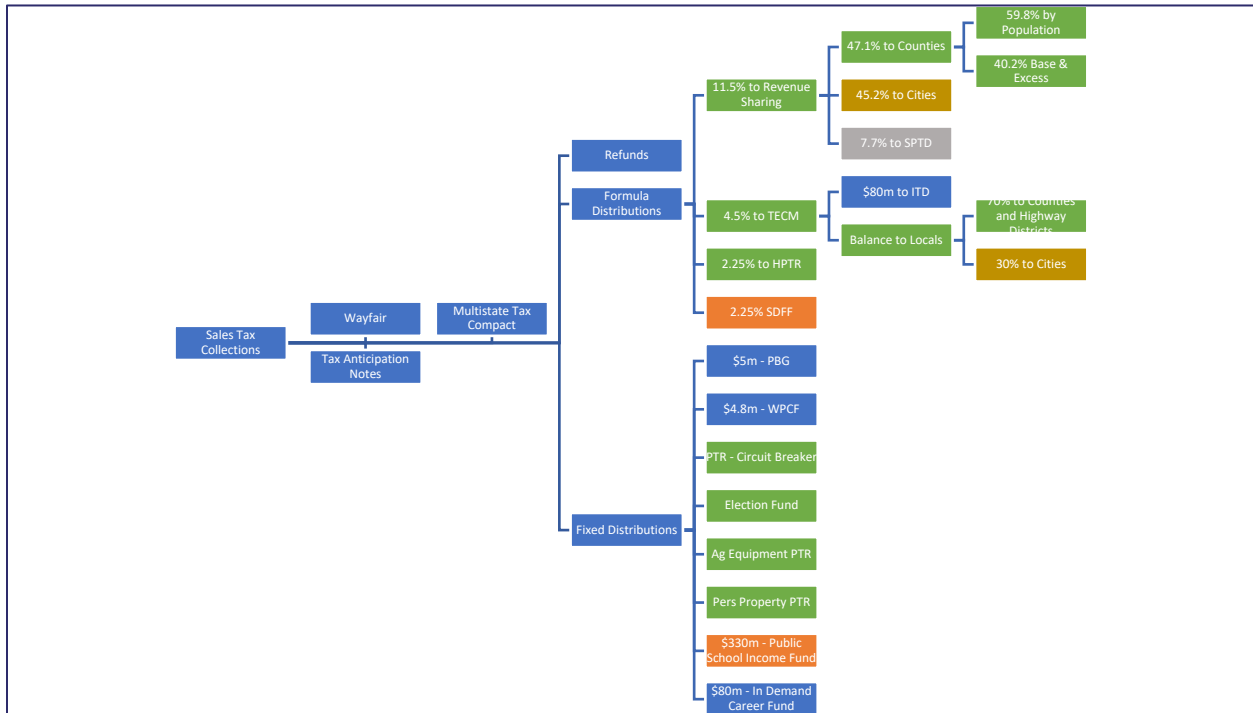 59.8% by
Population
47.1% to Counties
40.2% Base &
Excess
11.5% to Revenue
Sharing
45.2% to Cities
7.7% to SPTD
Refunds
Formula
Distributions
$80m to ITD
4.5% to TECM
70% to Counties
and Highway
Districts
Balance to Locals
2.25% to HPTR
30% to Cities
2.25% SDFF
Wayfair
Multistate Tax
Compact
Sales Tax
Collections
Tax Anticipation
Notes
$5m - PBG
$4.8m - WPCF
PTR - Circuit Breaker
Election Fund
Fixed Distributions
Ag Equipment PTR
Pers Property PTR
$330m - Public
School Income Fund
$80m - In Demand
Career Fund